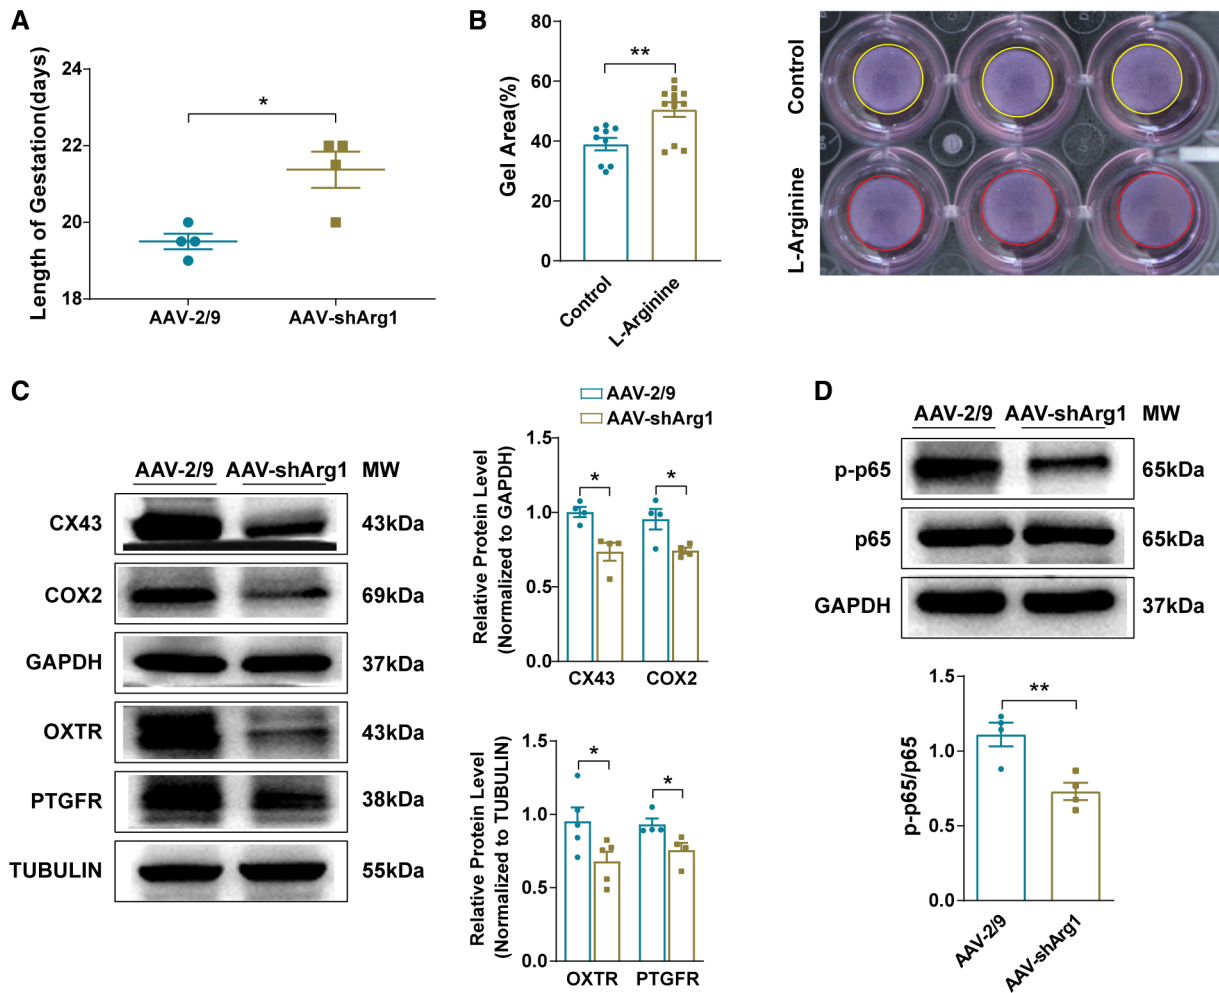 A
Length of Gestation(days)
24
22
20
18
*
AAV-2/9
AAV-shArg1
B
Gel Area(%)
80
60
40
20
0
**
Control
L-Arginine
Control
L-Arginine
C
AAV-2/9 AAV-shArg1 MW
CX43 43kDa
COX2 69kDa
GAPDH 37kDa
OXTR 43kDa
PTGFR 38kDa
TUBULIN 55kDa
AAV-2/9
AAV-shArg1
Relative Protein Level
(Normalized to GAPDH)
1.5
1.0
0.5
0.0
*
*
CX43 COX2
Relative Protein Level
(Normalized to TUBULIN)
1.5
1.0
0.5
0.0
*
*
OXTR PTGFR
D
AAV-2/9 AAV-shArg1 MW
p-p65 65kDa
p65 65kDa
GAPDH 37kDa
p-p65/p65
1.5
1.0
0.5
0.0
**
AAV-2/9
AAV-shArg1